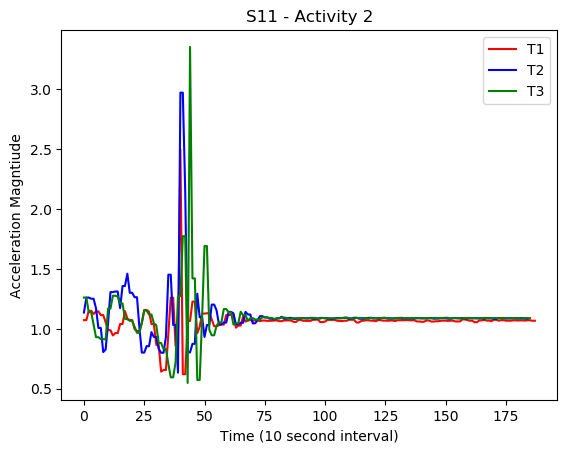 S11 - Activity 2
T1
T2
T3
3.0
2.5
2.0
1.5
1.0
0.5
Acceleration Magntiude
0 25 50 75 100 125 150 175
Time (10 second interval)